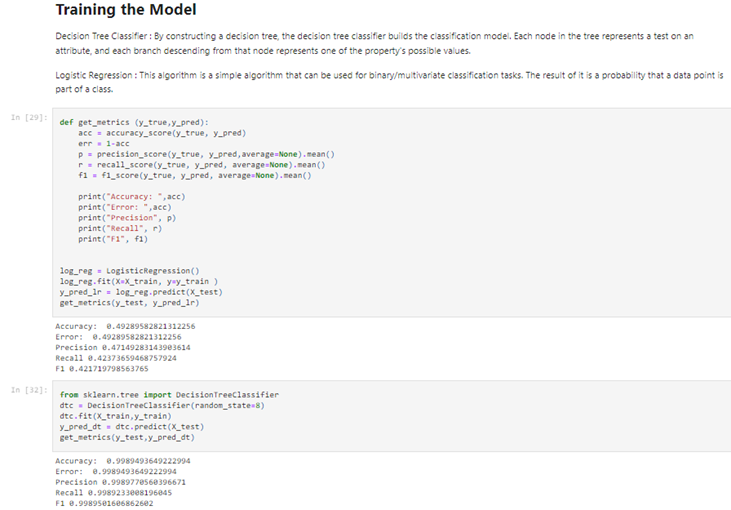 Training the Model
Decision Tree Classifier : By constructing a decision tree, the decision tree classifier builds the classification model. Each node in the tree represents a test on an
attribute, and each branch descending from that node represents one of the property's possible values.
Logistic Regression : This algorithm is a simple algorithm that can be used for binary/multivariate classification tasks. The result of it is a probability that a data point is
part of a class.
In [29]:
def get_metrics (y_true,y_pred):
    acc = accuracy_score(y_true, y_pred)
    err = 1-acc
    p = precision_score(y_true, y_pred,average=None).mean()
    r = recall_score(y_true, y_pred, average=None).mean()
    f1 = f1_score(y_true, y_pred, average=None).mean()
    print("Accuracy: ",acc)
    print("Error: ",acc)
    print("Precision", p)
    print("Recall", r)
    print("F1", f1)
log_reg = LogisticRegression()
log_reg.fit(X=X_train, y=y_train )
y_pred_lr = log_reg.predict(X_test)
get_metrics(y_test, y_pred_lr)
Accuracy:  0.49289582821312256
Error:  0.49289582821312256
Precision 0.47149283143903614
Recall 0.42373659468757924
F1 0.421719798563765
In [32]:
from sklearn.tree import DecisionTreeClassifier
dtc = DecisionTreeClassifier(random_state=8)
dtc.fit(X_train,y_train)
y_pred_dt = dtc.predict(X_test)
get_metrics(y_test,y_pred_dt)
Accuracy:  0.9989493649222994
Error:  0.9989493649222994
Precision 0.9989770560396671
Recall 0.9989233008196045
F1 0.9989501606862602